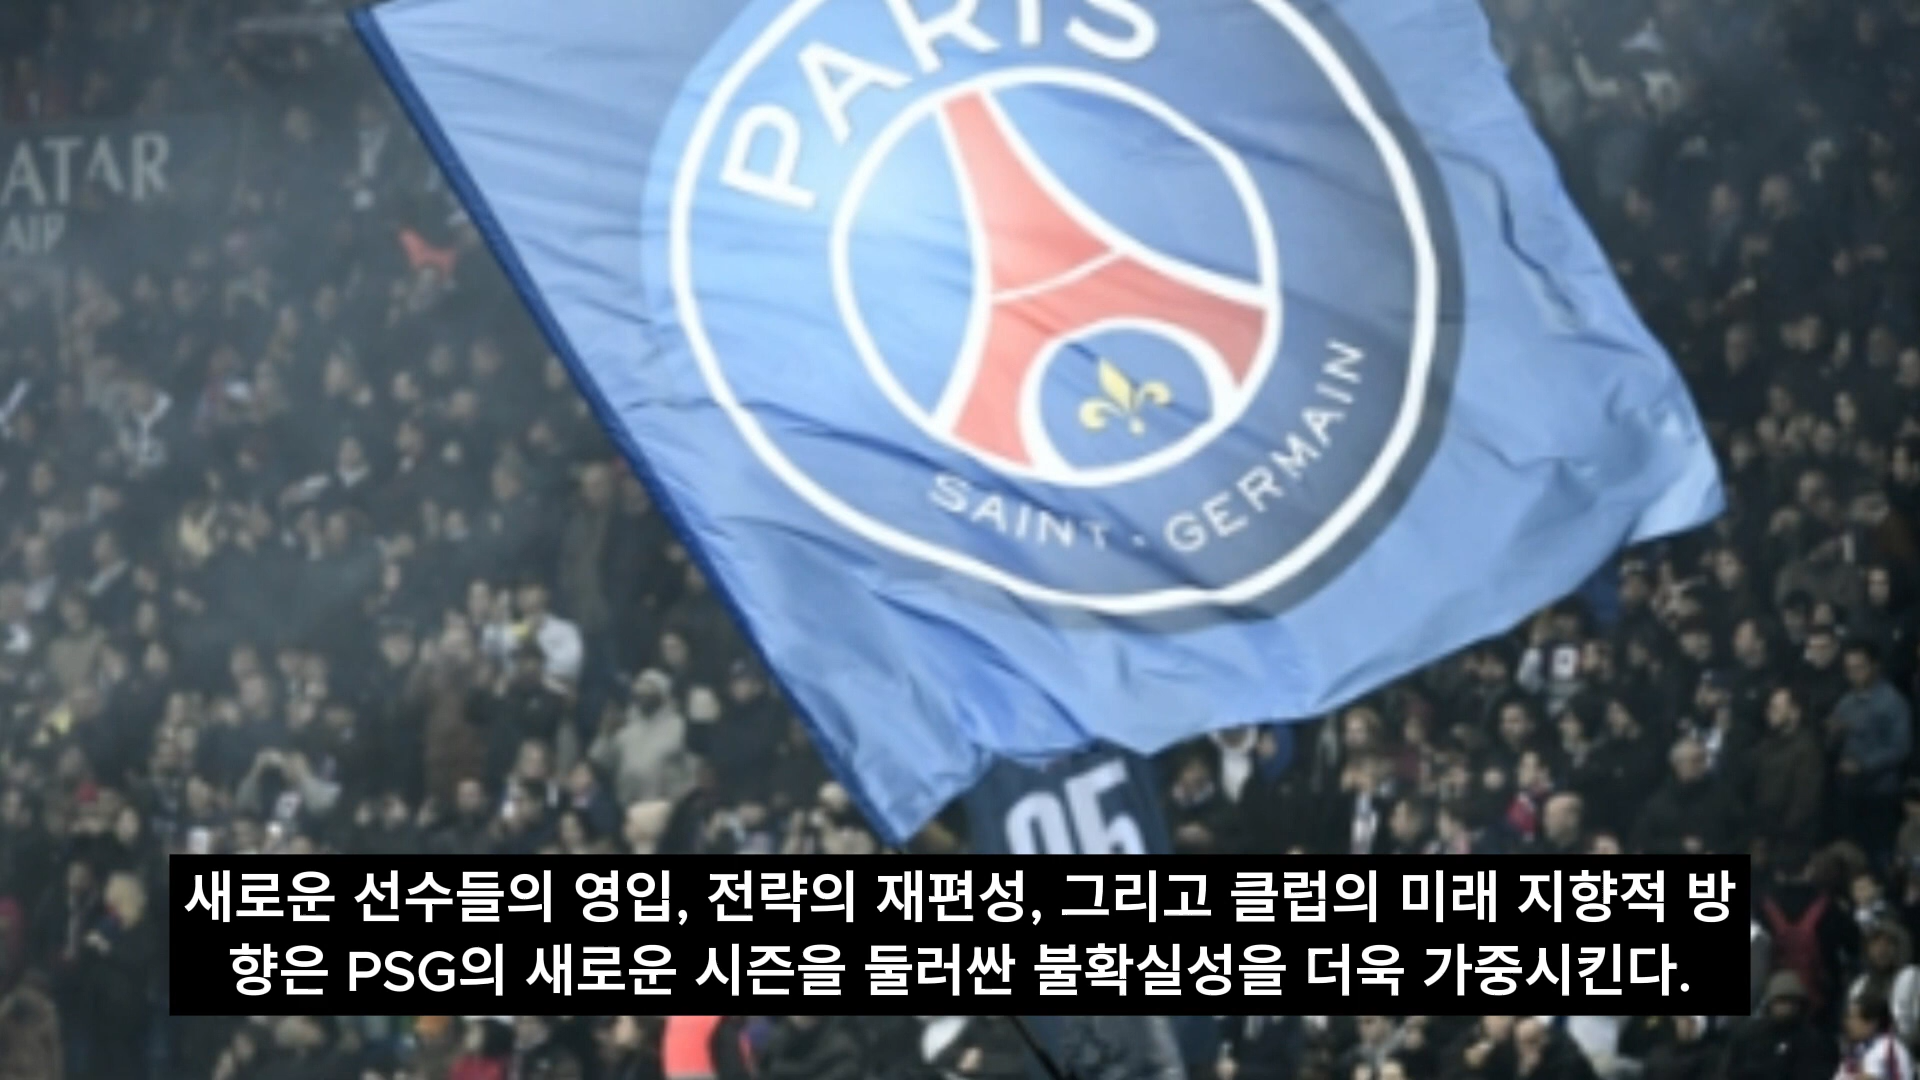 PARIS
ATAR
AIR
SAINT · GERMAIN
95
새로운 선수들의 영입, 전략의 재편성, 그리고 클럽의 미래 지향적 방
향은 PSG의 새로운 시즌을 둘러싼 불확실성을 더욱 가중시킨다.